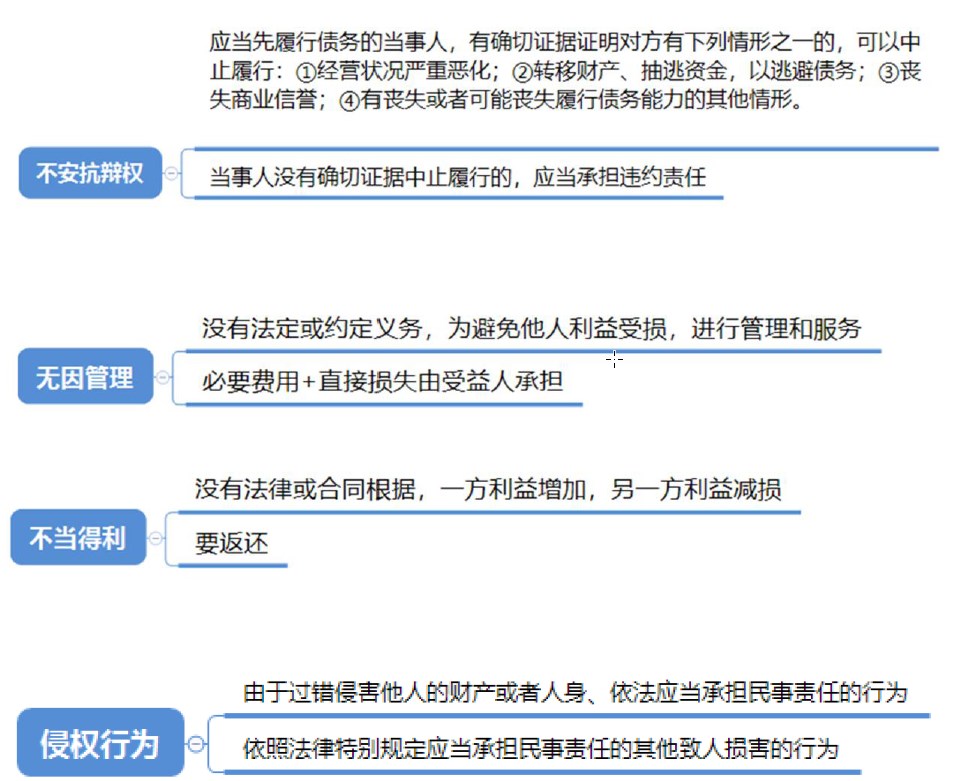 应当先履行债务的当事人，有确切证据证明对方有下列情形之一的，可以中
止履行：①经营状况严重恶化；②转移财产、抽逃资金，以逃避债务；③丧
失商业信誉；④有丧失或者可能丧失履行债务能力的其他情形。
不安抗辩权
当事人没有确切证据中止履行的，应当承担违约责任
没有法定或约定义务，为避免他人利益受损，进行管理和服务
无因管理
必要费用+直接损失由受益人承担
没有法律或合同根据，一方利益增加，另一方利益减损
不当得利
要返还
由于过错侵害他人的财产或者人身、依法应当承担民事责任的行为
侵权行为
依照法律特别规定应当承担民事责任的其他致人损害的行为